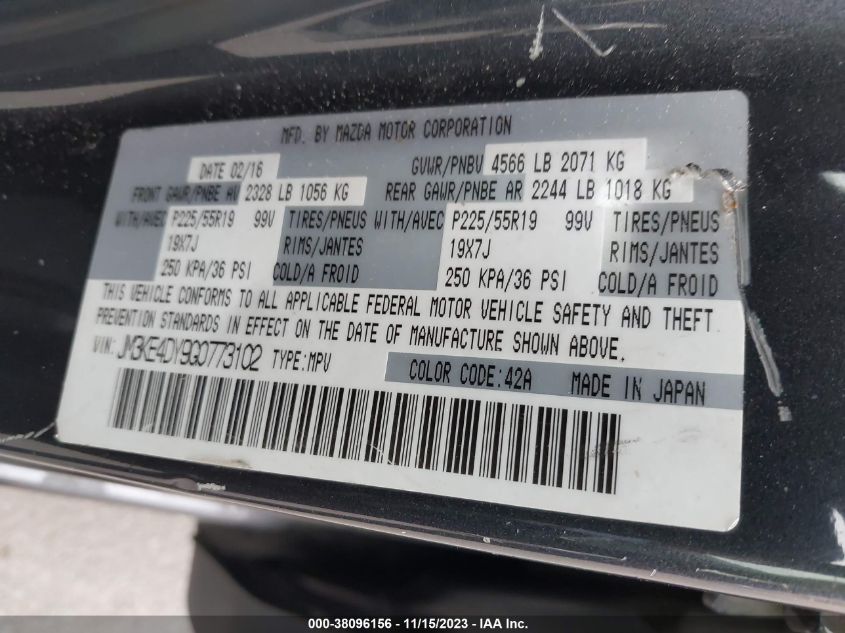 MFD. BY MAZDA MOTOR CORPORATION
DATE 02/16 GVWR/PNBV 4566 LB 2071 KG
FRONT GAWR/PNBE AV 2328 LB 1056 KG REAR GAWR/PNBE AR 2244 LB 1018 KG
WITH/AVEC P225/55R19 99V TIRES/PNEUS WITH/AVEC P225/55R19 99V TIRES/PNEUS
19X7J RIMS/JANTES 19X7J RIMS/JANTES
250 KPA/36 PSI COLD/A FROID 250 KPA/36 PSI COLD/A FROID
THIS VEHICLE CONFORMS TO ALL APPLICABLE FEDERAL MOTOR VEHICLE SAFETY AND THEFT
PREVENTION STANDARDS IN EFFECT ON THE DATE OF MANUFACTURE SHOWN ABOVE.
VIN: JM3KE4DY9G0773102 TYPE:MPV COLOR CODE:42A MADE IN JAPAN
000-38096156 - 11/15/2023 - IAA Inc.